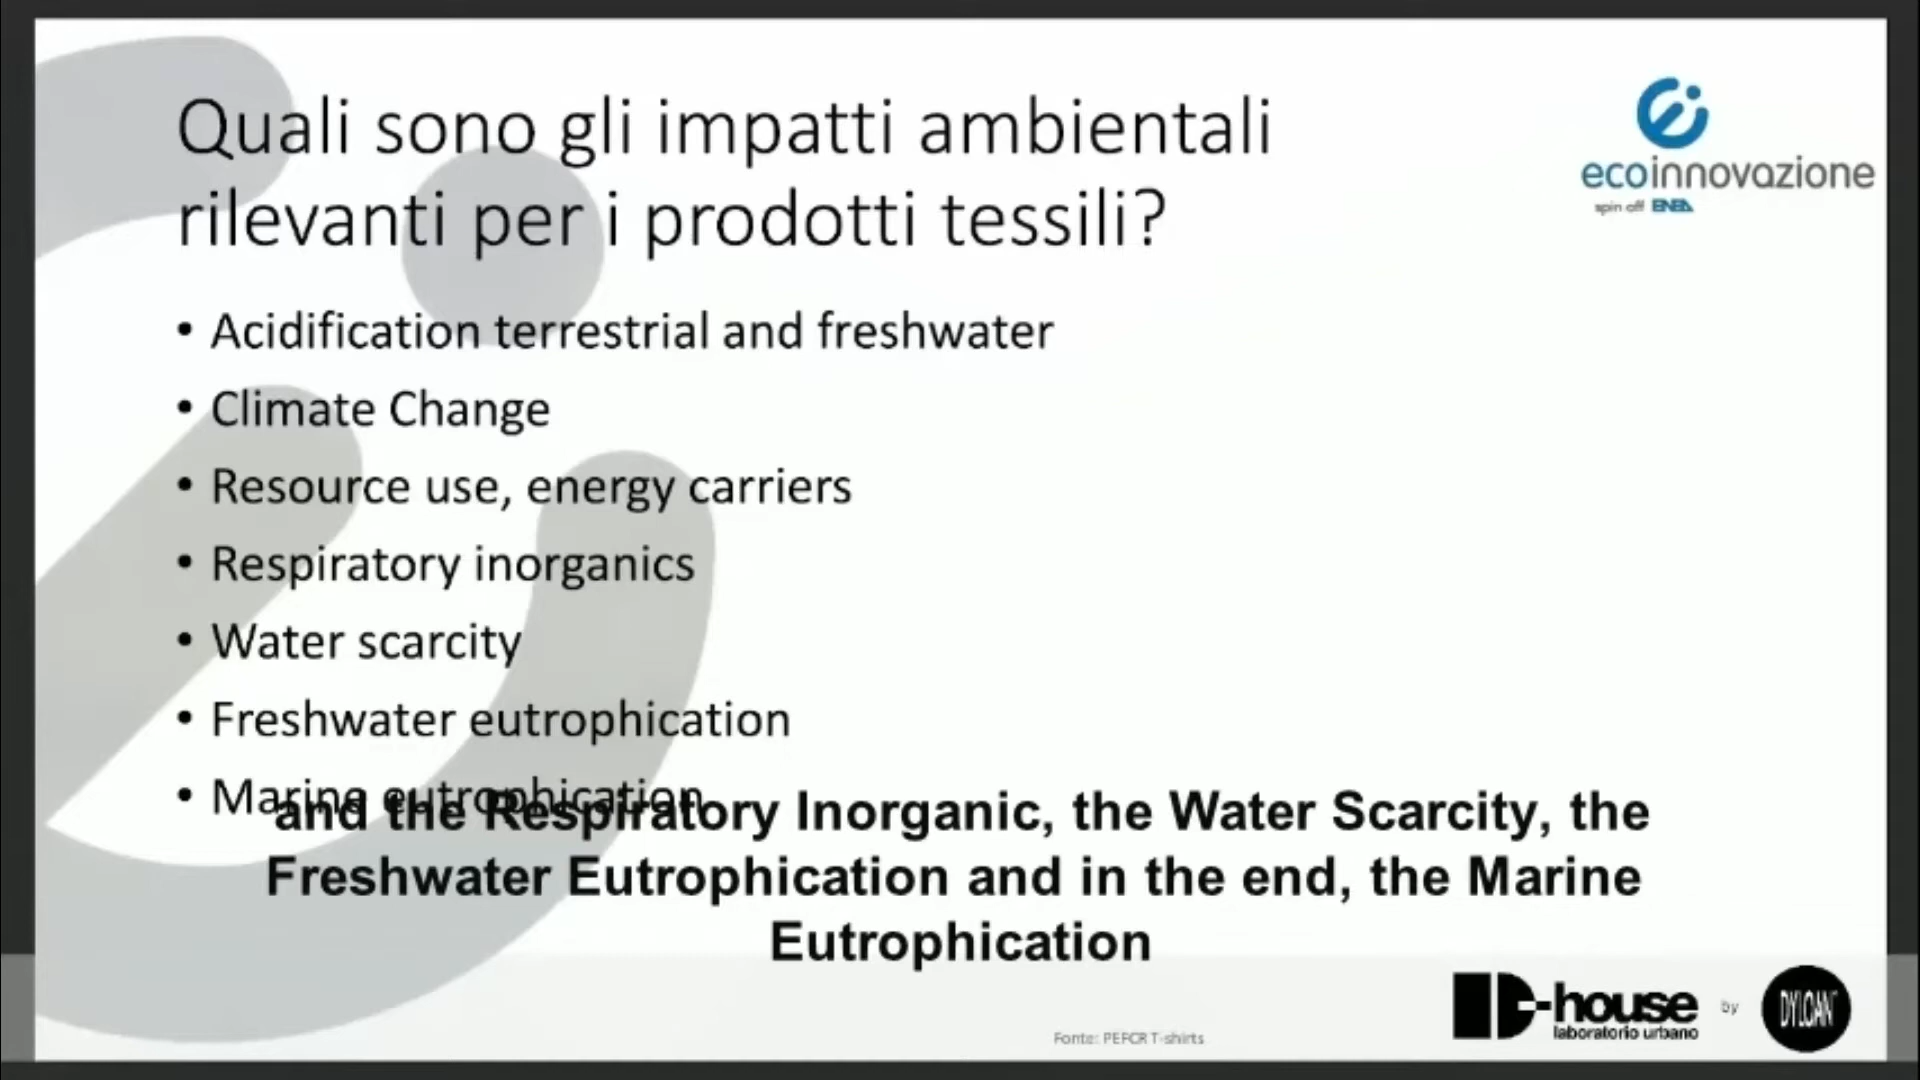 Quali sono gli impatti ambientali
rilevanti per i prodotti tessili?
ecoinnovazione
spin off ENEA
• Acidification terrestrial and freshwater
• Climate Change
• Resource use, energy carriers
• Respiratory inorganics
• Water scarcity
• Freshwater eutrophication
• Marine eutrophication
and the Respiratory Inorganic, the Water Scarcity, the
Freshwater Eutrophication and in the end, the Marine
Eutrophication
D-house
laboratorio urbano
by
DYLOAN
Fonte: PEFCR T-shirts